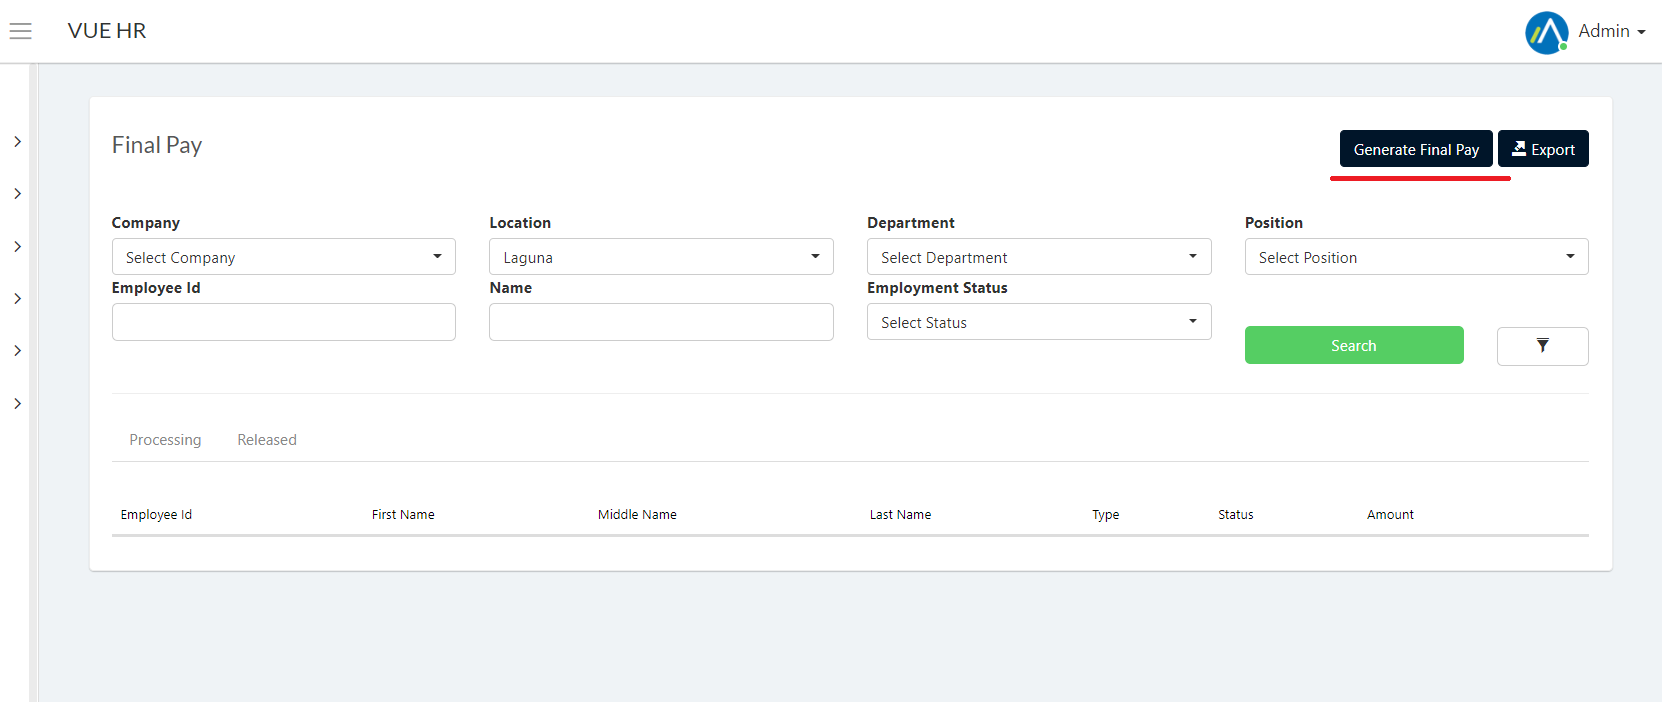 VUE HR
Admin
Final Pay
Generate Final Pay
Export
Company
Location
Department
Position
Select Company
Laguna
Select Department
Select Position
Employee Id
Name
Employment Status
Select Status
Search
Processing
Released
Employee Id
First Name
Middle Name
Last Name
Type
Status
Amount